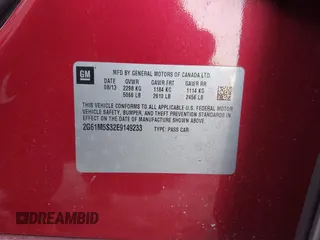 GM
MFD BY GENERAL MOTORS OF CANADA LTD.
DATE GVWR GAWR FRT GAWR RR
08/13 2298 KG 1184 KG 1114 KG
5066 LB 2610 LB 2456 LB
THIS VEHICLE CONFORMS TO ALL APPLICABLE U.S. FEDERAL
MOTOR VEHICLE SAFETY, BUMPER, AND THEFT PREVENTION
STANDARDS IN EFFECT ON THE DATE OF
MANUFACTURE SHOWN ABOVE.
2G61M5S32E9149233 TYPE: PASS CAR
DREAMBID